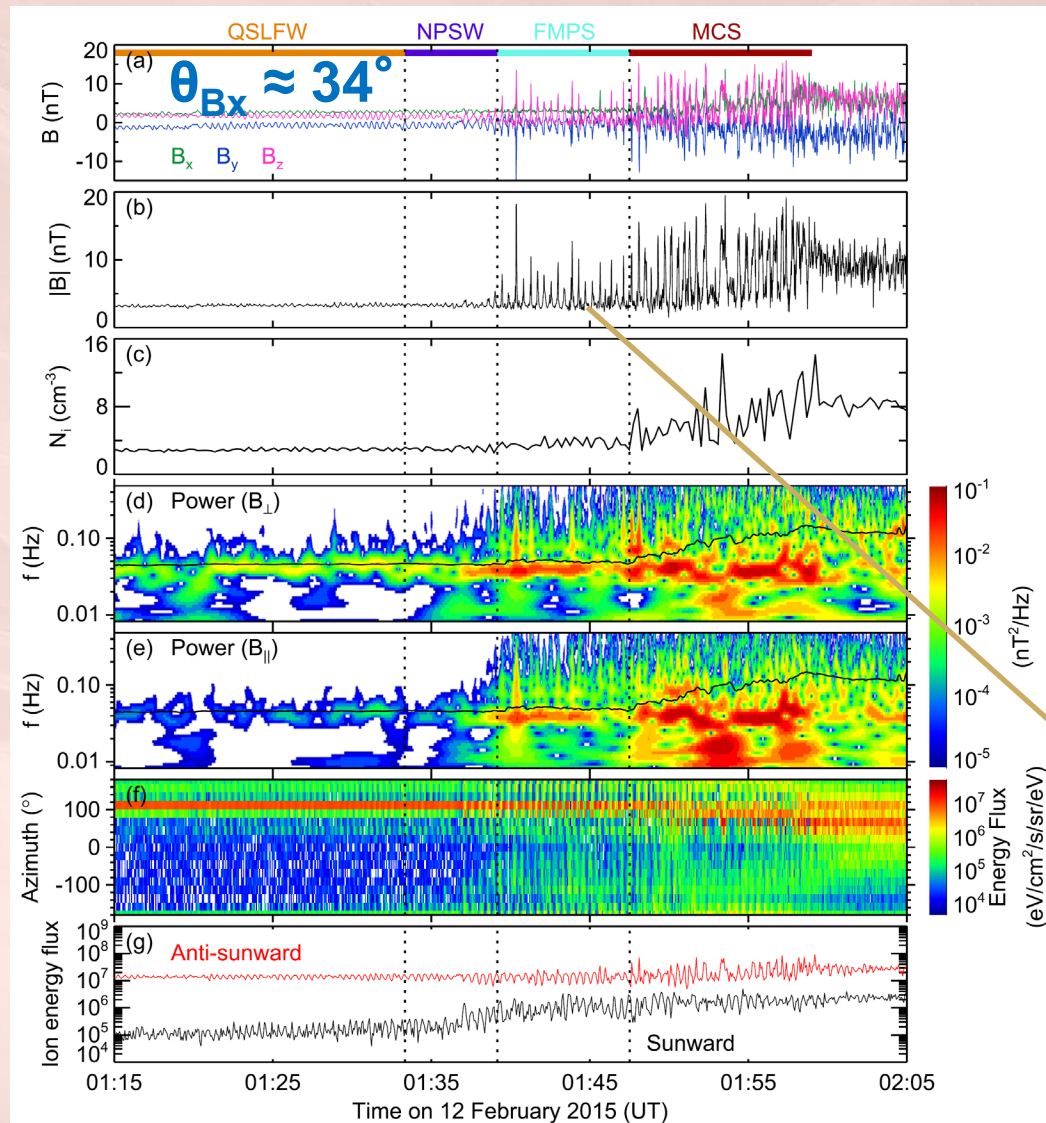 QSLFW NPSW FMPS MCS
(a)
θBx ≈ 34°
B (nT)
20
10
0
-10
Bx By Bz
(b)
|B| (nT)
20
10
0
(c)
Ni (cm-3)
16
8
0
(d) Power (B⊥)
f (Hz)
0.10
0.01
(e) Power (B||)
f (Hz)
0.10
0.01
10-1
10-2
10-3
10-4
10-5
(nT2/Hz)
(f)
Azimuth (°)
100
0
-100
107
106
105
104
Energy Flux
(eV/cm2/s/sr/eV)
(g)
Ion energy flux
109
108
107
106
105
104
Anti-sunward
Sunward
01:15 01:25 01:35 01:45 01:55 02:05
Time on 12 February 2015 (UT)